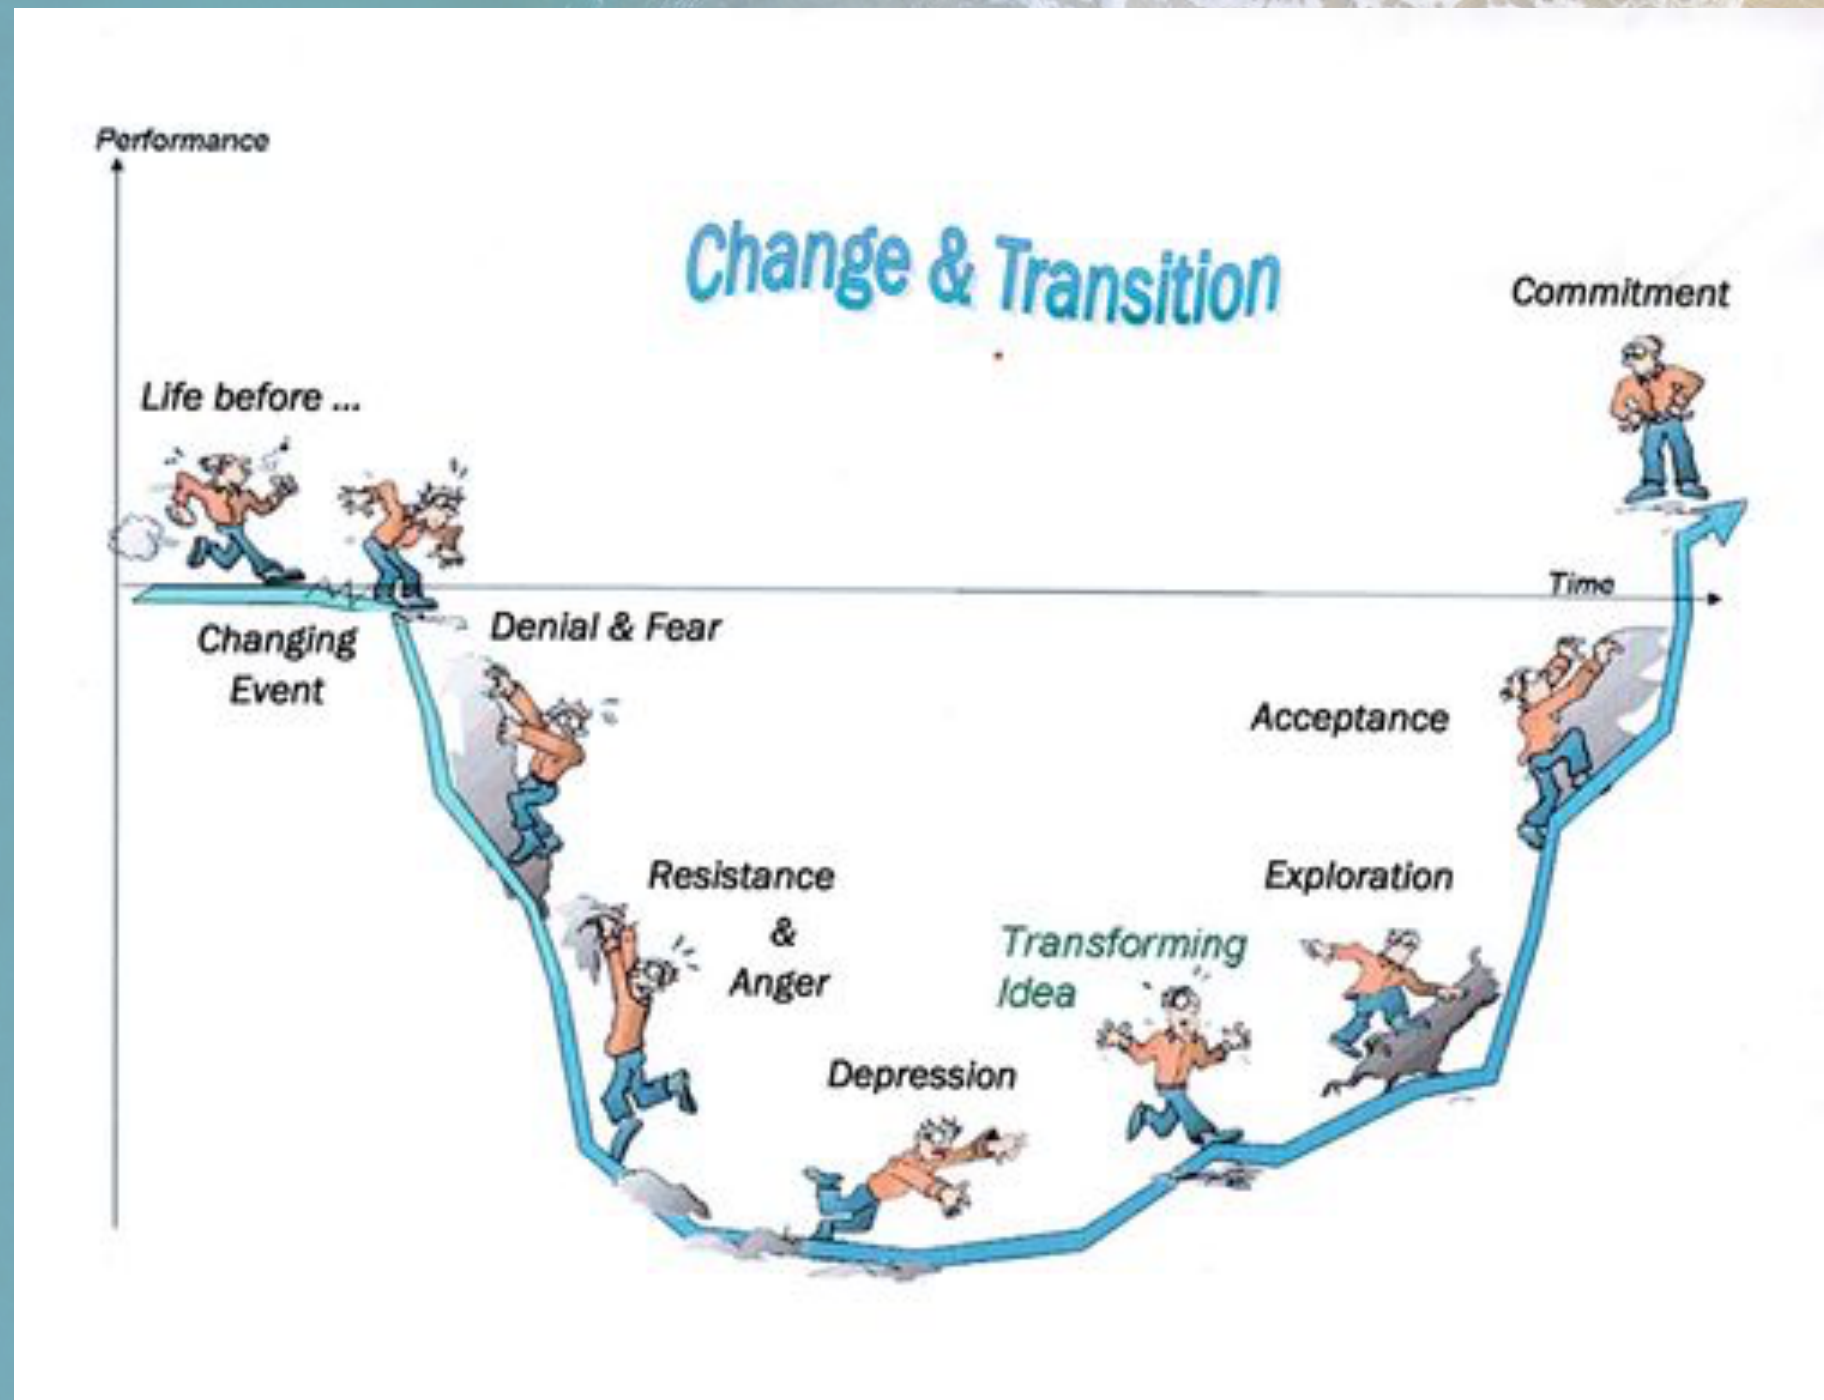 Performance
Change & Transition
Commitment
Life before ...
Time
Changing
Event
Denial & Fear
Acceptance
Resistance
&
Anger
Exploration
Transforming
Idea
Depression